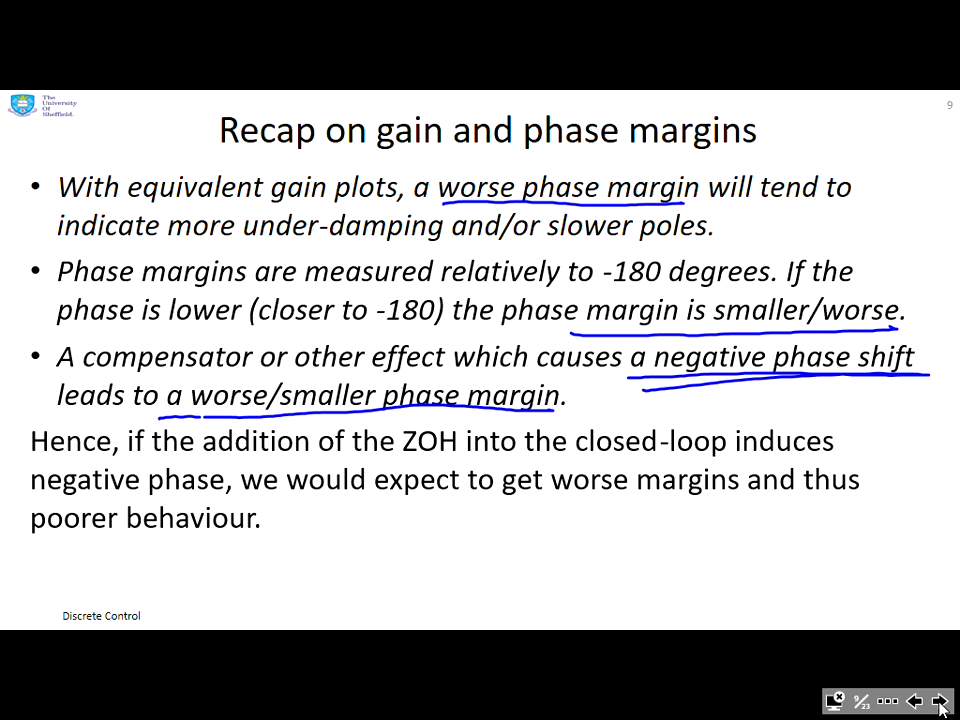 The
University
Of
Sheffield.
9
Recap on gain and phase margins
• With equivalent gain plots, a worse phase margin will tend to
indicate more under-damping and/or slower poles.
• Phase margins are measured relatively to -180 degrees. If the
phase is lower (closer to -180) the phase margin is smaller/worse.
• A compensator or other effect which causes a negative phase shift
leads to a worse/smaller phase margin.
Hence, if the addition of the ZOH into the closed-loop induces
negative phase, we would expect to get worse margins and thus
poorer behaviour.
Discrete Control
9/23